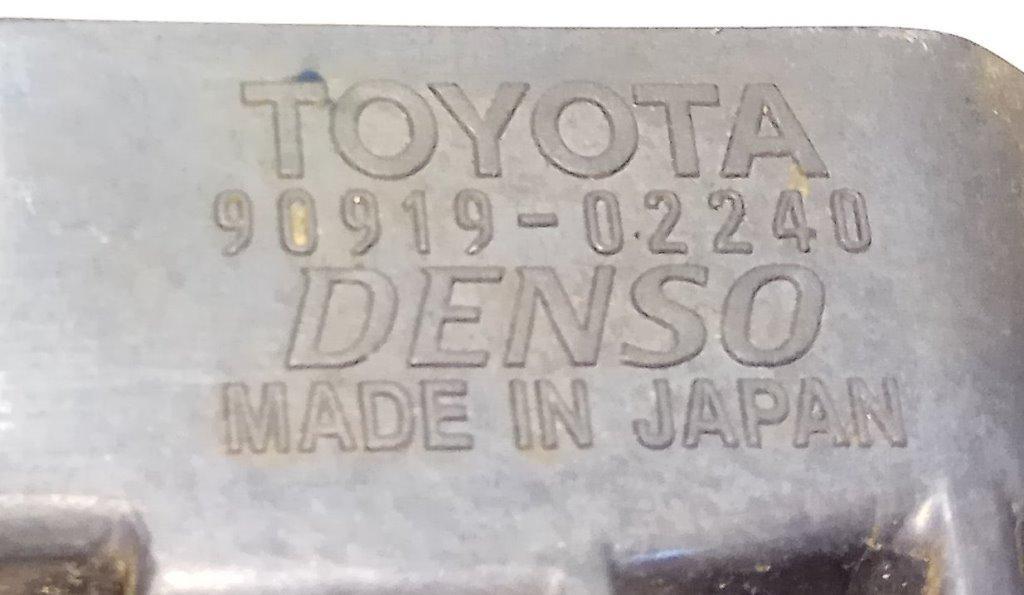 TOYOTA
90919-02240
DENSO
MADE IN JAPAN